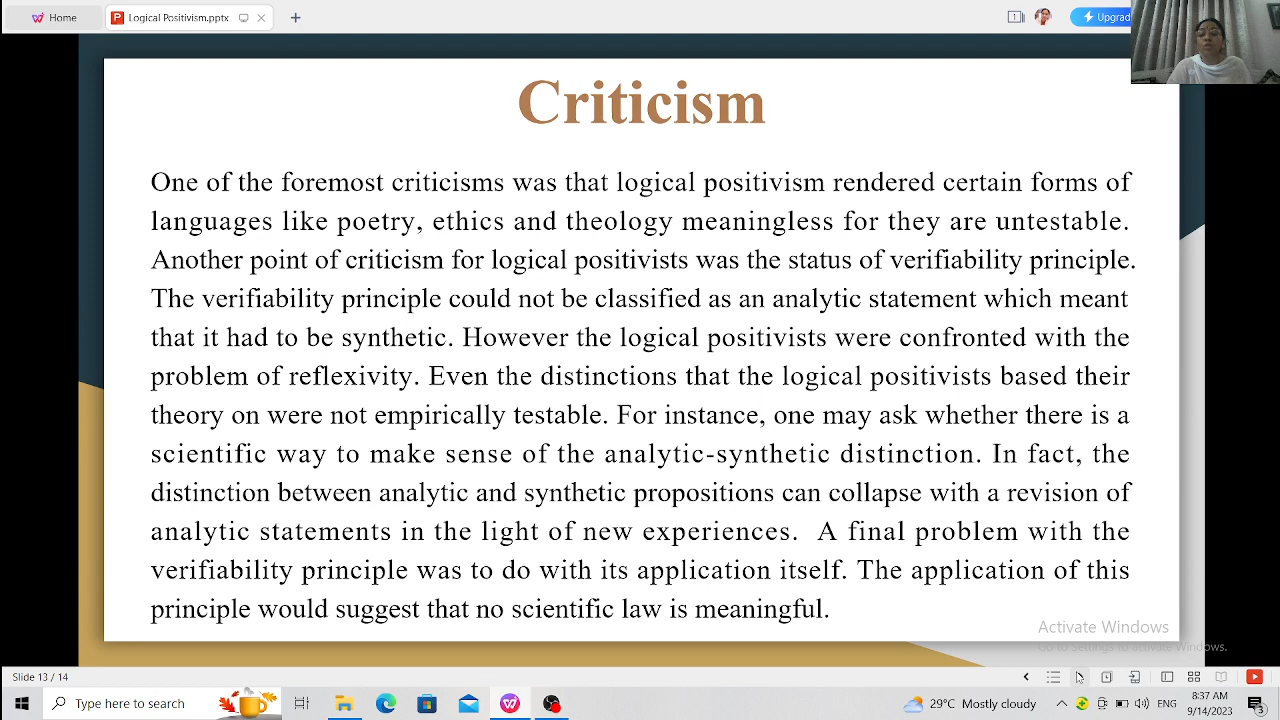 Home
Logical Positivism.pptx
1
Upgrad
Criticism
One of the foremost criticisms was that logical positivism rendered certain forms of
languages like poetry, ethics and theology meaningless for they are untestable.
Another point of criticism for logical positivists was the status of verifiability principle.
The verifiability principle could not be classified as an analytic statement which meant
that it had to be synthetic. However the logical positivists were confronted with the
problem of reflexivity. Even the distinctions that the logical positivists based their
theory on were not empirically testable. For instance, one may ask whether there is a
scientific way to make sense of the analytic-synthetic distinction. In fact, the
distinction between analytic and synthetic propositions can collapse with a revision of
analytic statements in the light of new experiences.  A final problem with the
verifiability principle was to do with its application itself. The application of this
principle would suggest that no scientific law is meaningful.
Activate Windows
Go to Settings to activate Windows.
Slide 13 / 14
Type here to search
29°C Mostly cloudy
ENG
8:37 AM
9/14/2023
3